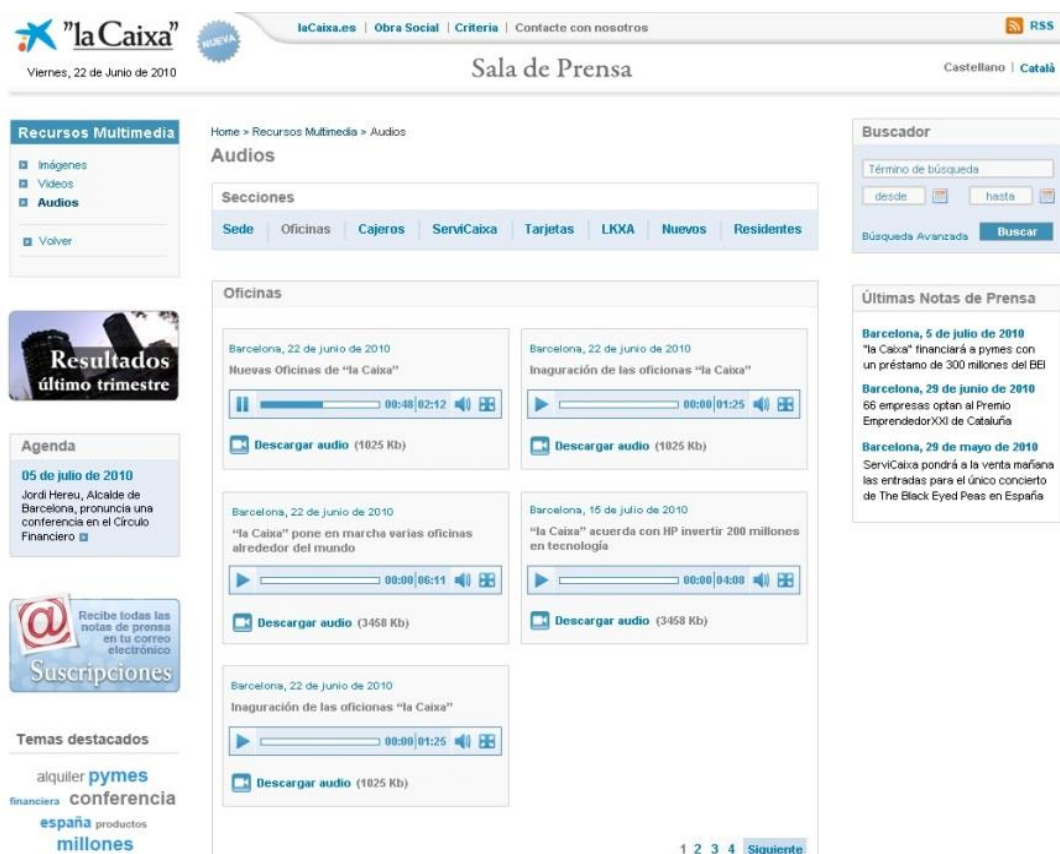 "la Caixa"
NUEVA
laCaixa.es | Obra Social | Criteria | Contacte con nosotros
RSS
Viernes, 22 de Junio de 2010
Sala de Prensa
Castellano | Català
Recursos Multimedia
Imágenes
Videos
Audios
Volver
Resultados
último trimestre
Agenda
05 de julio de 2010
Jordi Hereu, Alcalde de
Barcelona, pronuncia una
conferencia en el Círculo
Financiero
@
Recibe todas las
notas de prensa
en tu correo
electrónico
Suscripciones
Temas destacados
alquiler pymes
financiera conferencia
españa productos
millones
Home > Recursos Multimedia > Audios
Audios
Secciones
Sede | Oficinas | Cajeros | ServiCaixa | Tarjetas | LKXA | Nuevos | Residentes
Oficinas
Barcelona, 22 de junio de 2010
Nuevas Oficinas de “la Caixa”
00:48|02:12
Descargar audio (1025 Kb)
Barcelona, 22 de junio de 2010
Inaguración de las oficionas “la Caixa”
00:00|01:25
Descargar audio (1025 Kb)
Barcelona, 22 de junio de 2010
“la Caixa” pone en marcha varias oficinas
alrededor del mundo
00:00|06:11
Descargar audio (3458 Kb)
Barcelona, 15 de julio de 2010
“la Caixa” acuerda con HP invertir 200 millones
en tecnología
00:00|04:08
Descargar audio (3458 Kb)
Barcelona, 22 de junio de 2010
Inaguración de las oficionas “la Caixa”
00:00|01:25
Descargar audio (1025 Kb)
1 2 3 4 Siguiente
Buscador
Término de búsqueda
desde
hasta
Búsqueda Avanzada
Buscar
Últimas Notas de Prensa
Barcelona, 5 de julio de 2010
"la Caixa" financiará a pymes con
un préstamo de 300 millones del BEI
Barcelona, 29 de junio de 2010
66 empresas optan al Premio
EmprendedorXXI de Cataluña
Barcelona, 29 de mayo de 2010
ServiCaixa pondrá a la venta mañana
las entradas para el único concierto
de The Black Eyed Peas en España